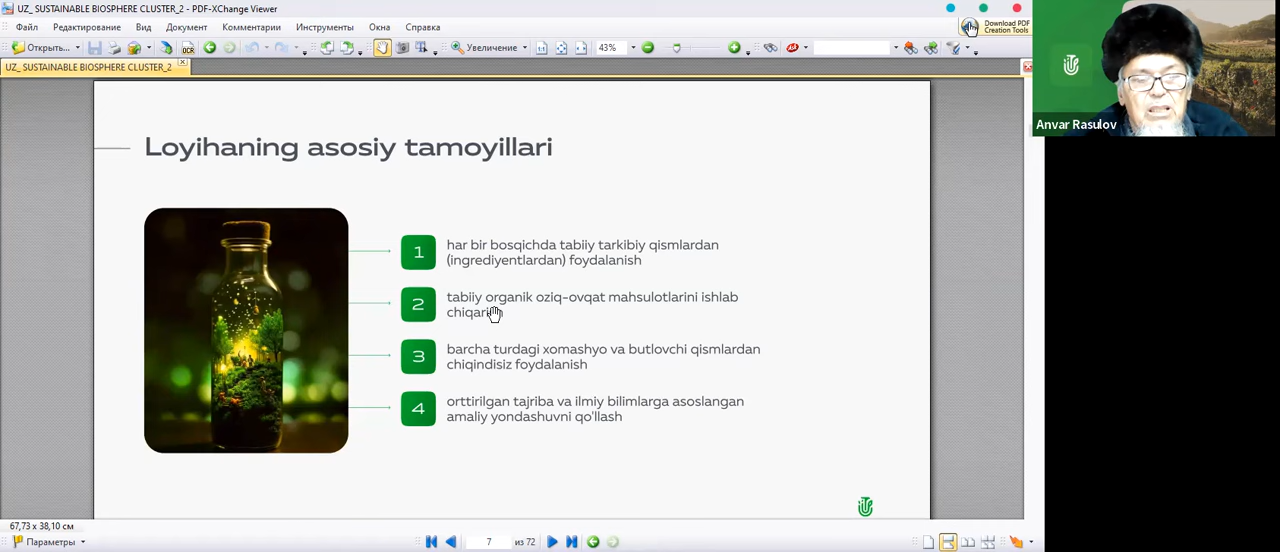 UZ_ SUSTAINABLE BIOSPHERE CLUSTER_2 - PDF-XChange Viewer
Файл Редактирование Вид Документ Комментарии Инструменты Окна Справка
Download PDF
Creation Tools
Открыть... OCR Увеличение 43%
UZ_ SUSTAINABLE BIOSPHERE CLUSTER_2
Anvar Rasulov
Loyihaning asosiy tamoyillari
1
har bir bosqichda tabiiy tarkibiy qismlardan
(ingrediyentlardan) foydalanish
2
tabiiy organik oziq-ovqat mahsulotlarini ishlab
chiqarish
3
barcha turdagi xomashyo va butlovchi qismlardan
chiqindisiz foydalanish
4
orttirilgan tajriba va ilmiy bilimlarga asoslangan
amaliy yondashuvni qo'llash
67,73 x 38,10 см
Параметры 7 из 72